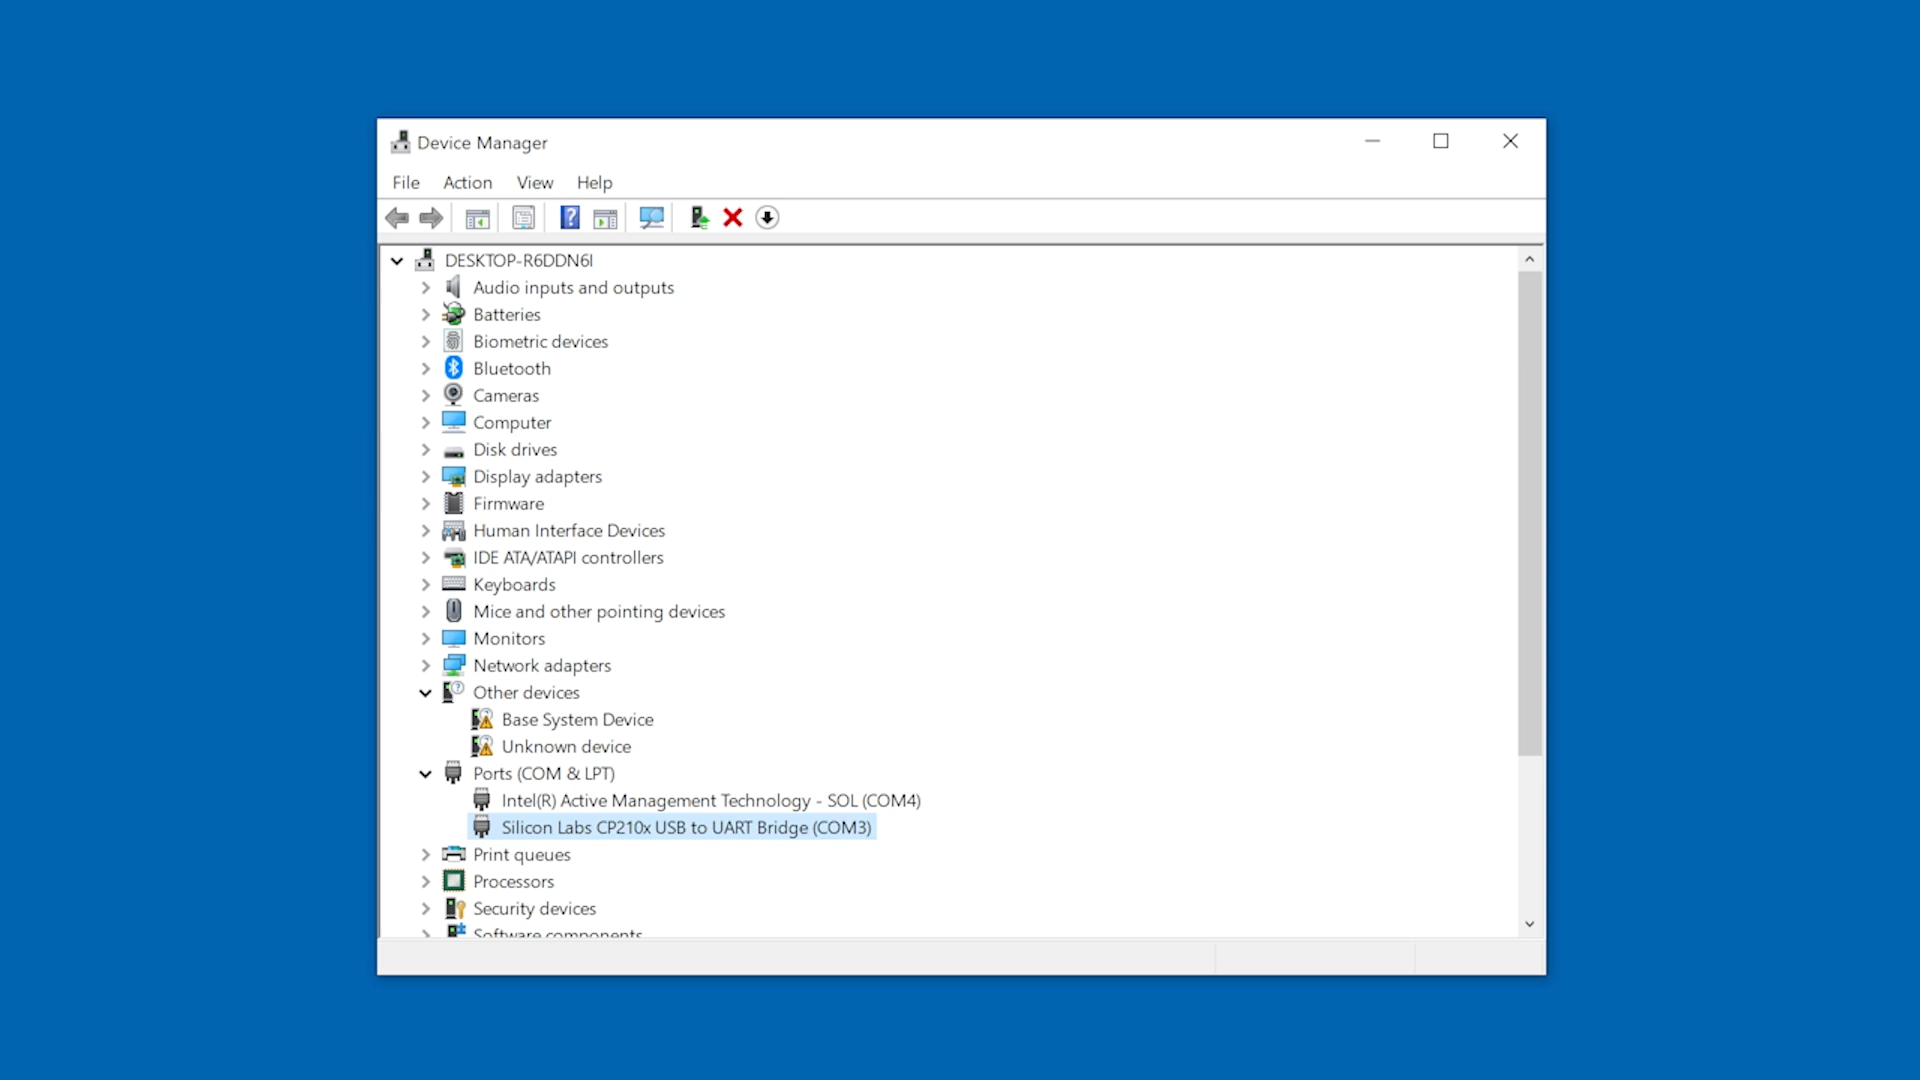 Device Manager
File Action View Help
DESKTOP-R6DDN6I
Audio inputs and outputs
Batteries
Biometric devices
Bluetooth
Cameras
Computer
Disk drives
Display adapters
Firmware
Human Interface Devices
IDE ATA/ATAPI controllers
Keyboards
Mice and other pointing devices
Monitors
Network adapters
Other devices
Base System Device
Unknown device
Ports (COM & LPT)
Intel(R) Active Management Technology - SOL (COM4)
Silicon Labs CP210x USB to UART Bridge (COM3)
Print queues
Processors
Security devices
Software components